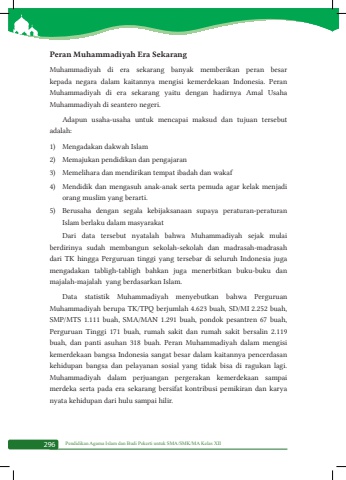 Peran Muhammadiyah Era Sekarang
Muhammadiyah di era sekarang banyak memberikan peran besar
kepada negara dalam kaitannya mengisi kemerdekaan Indonesia. Peran
Muhammadiyah di era sekarang yaitu dengan hadirnya Amal Usaha
Muhammadiyah di seantero negeri.
Adapun usaha-usaha untuk mencapai maksud dan tujuan tersebut
adalah:
1) Mengadakan dakwah Islam
2) Memajukan pendidikan dan pengajaran
3) Memelihara dan mendirikan tempat ibadah dan wakaf
4) Mendidik dan mengasuh anak-anak serta pemuda agar kelak menjadi
orang muslim yang berarti.
5) Berusaha dengan segala kebijaksanaan supaya peraturan-peraturan
Islam berlaku dalam masyarakat
Dari data tersebut nyatalah bahwa Muhammadiyah sejak mulai
berdirinya sudah membangun sekolah-sekolah dan madrasah-madrasah
dari TK hingga Perguruan tinggi yang tersebar di seluruh Indonesia juga
mengadakan tabligh-tabligh bahkan juga menerbitkan buku-buku dan
majalah-majalah yang berdasarkan Islam.
Data statistik Muhammadiyah menyebutkan bahwa Perguruan
Muhammadiyah berupa TK/TPQ berjumlah 4.623 buah, SD/MI 2.252 buah,
SMP/MTS 1.111 buah, SMA/MAN 1.291 buah, pondok pesantren 67 buah,
Perguruan Tinggi 171 buah, rumah sakit dan rumah sakit bersalin 2.119
buah, dan panti asuhan 318 buah. Peran Muhammadiyah dalam mengisi
kemerdekaan bangsa Indonesia sangat besar dalam kaitannya pencerdasan
kehidupan bangsa dan pelayanan sosial yang tidak bisa di ragukan lagi.
Muhammadiyah dalam perjuangan pergerakan kemerdekaan sampai
merdeka serta pada era sekarang bersifat kontribusi pemikiran dan karya
nyata kehidupan dari hulu sampai hilir.
296 Pendidikan Agama Islam dan Budi Pekerti untuk SMA/SMK/MA Kelas XII